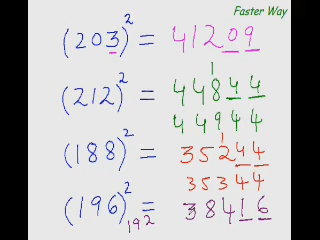 Faster Way
(203)² = 41209
1
(212)² = 44844
44944
1
(188)² = 35244
35344
(196)² = 38416
192